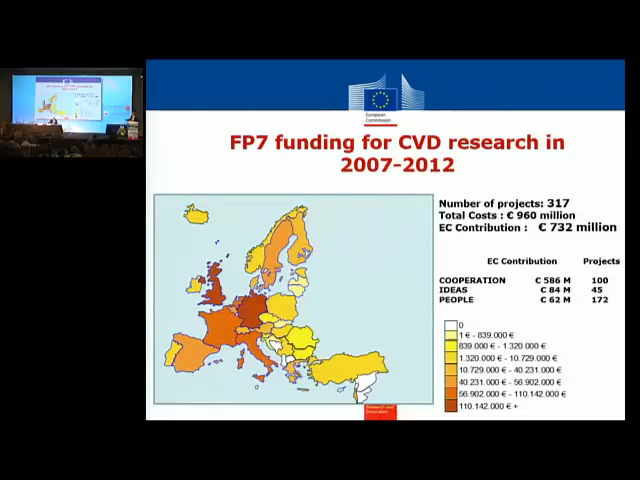 European
Commission
FP7 funding for CVD research in
2007-2012
Number of projects: 317
Total Costs : € 960 million
EC Contribution : € 732 million
EC Contribution Projects
COOPERATION € 586 M 100
IDEAS € 84 M 45
PEOPLE € 62 M 172
0
1 € - 839.000 €
839.000 € - 1.320.000 €
1.320.000 € - 10.729.000 €
10.729.000 € - 40.231.000 €
40.231.000 € - 56.902.000 €
56.902.000 € - 110.142.000 €
110.142.000 € +
Research and
Innovation